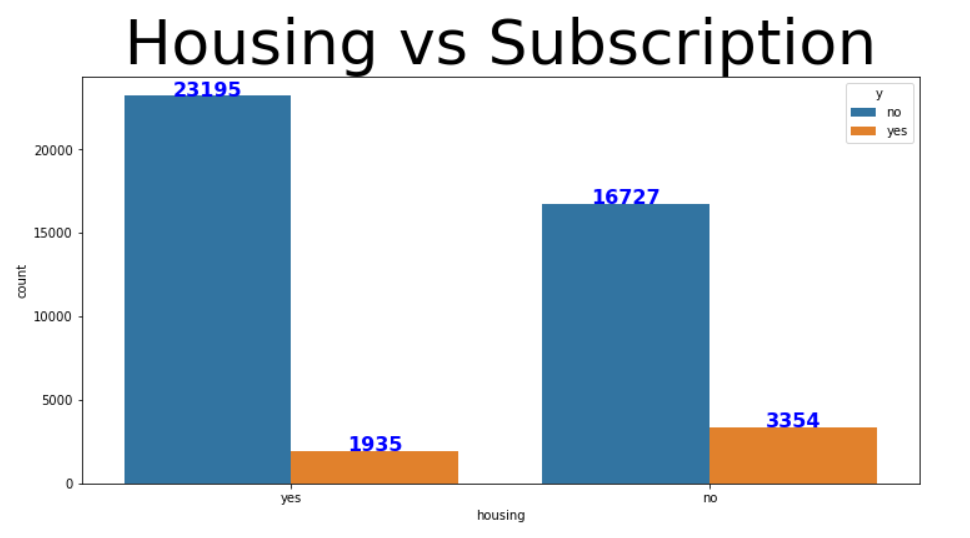 Housing vs Subscription
23195
16727
1935
3354
y
no
yes
20000
15000
10000
5000
0
count
yes
no
housing